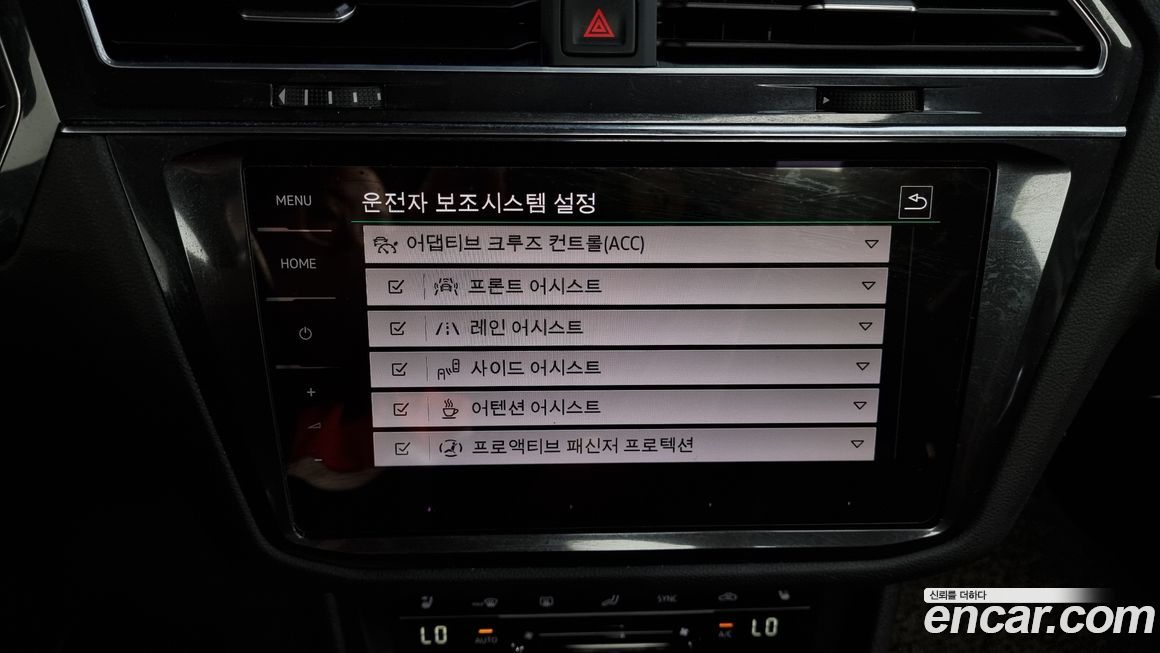 MENU
운전자 보조시스템 설정
어댑티브 크루즈 컨트롤(ACC)
HOME
프론트 어시스트
레인 어시스트
사이드 어시스트
+
어텐션 어시스트
-
프로액티브 패신저 프로텍션
SYNC
LO
AUTO
A/C
LO
신뢰를 더하다
encar.com